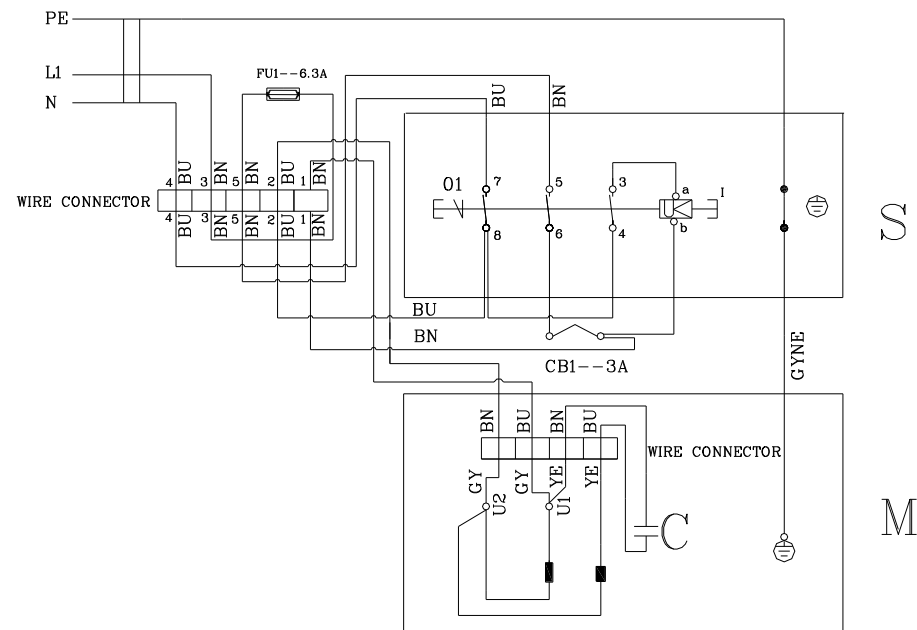 PE
L1
FU1--6.3A
N
BU
BN
4 BU 3 BN 5 BN 2 BU 1 BN
WIRE CONNECTOR
4 BU 3 BN 5 BN 2 BU 1 BN
O1 7 5 3 a I
U<
8 6 4 b
S
BU
BN
CB1--3A
GYNE
BN BU BN BU
WIRE CONNECTOR
GY GY YE YE
U2 U1
C
M